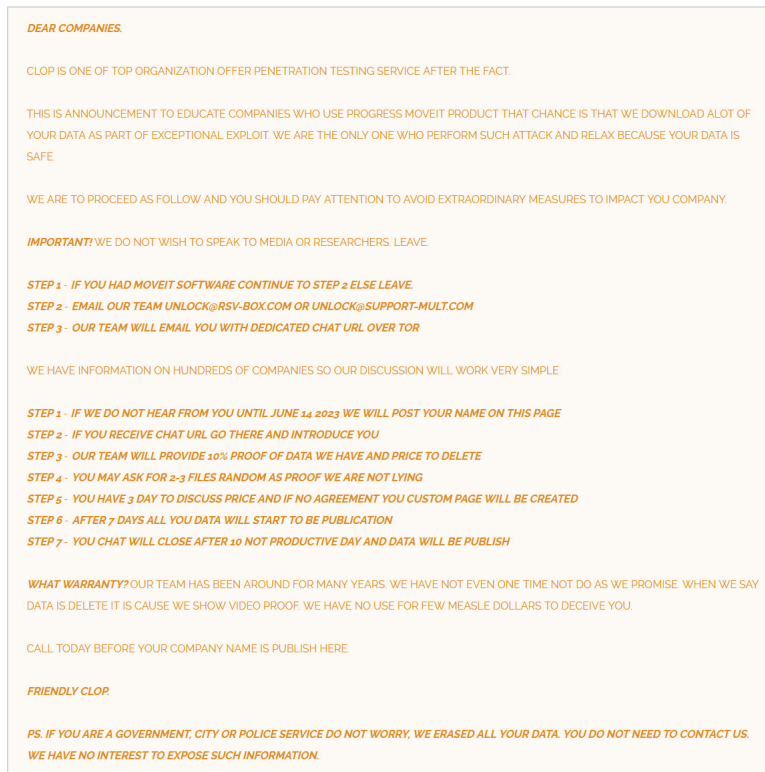 DEAR COMPANIES.
CLOP IS ONE OF TOP ORGANIZATION OFFER PENETRATION TESTING SERVICE AFTER THE FACT.
THIS IS ANNOUNCEMENT TO EDUCATE COMPANIES WHO USE PROGRESS MOVEIT PRODUCT THAT CHANCE IS THAT WE DOWNLOAD ALOT OF
YOUR DATA AS PART OF EXCEPTIONAL EXPLOIT. WE ARE THE ONLY ONE WHO PERFORM SUCH ATTACK AND RELAX BECAUSE YOUR DATA IS
SAFE.
WE ARE TO PROCEED AS FOLLOW AND YOU SHOULD PAY ATTENTION TO AVOID EXTRAORDINARY MEASURES TO IMPACT YOU COMPANY.
IMPORTANT! WE DO NOT WISH TO SPEAK TO MEDIA OR RESEARCHERS. LEAVE.
STEP 1 - IF YOU HAD MOVEIT SOFTWARE CONTINUE TO STEP 2 ELSE LEAVE.
STEP 2 - EMAIL OUR TEAM UNLOCK@RSV-BOX.COM OR UNLOCK@SUPPORT-MULT.COM
STEP 3 - OUR TEAM WILL EMAIL YOU WITH DEDICATED CHAT URL OVER TOR
WE HAVE INFORMATION ON HUNDREDS OF COMPANIES SO OUR DISCUSSION WILL WORK VERY SIMPLE
STEP 1 - IF WE DO NOT HEAR FROM YOU UNTIL JUNE 14 2023 WE WILL POST YOUR NAME ON THIS PAGE
STEP 2 - IF YOU RECEIVE CHAT URL GO THERE AND INTRODUCE YOU
STEP 3 - OUR TEAM WILL PROVIDE 10% PROOF OF DATA WE HAVE AND PRICE TO DELETE
STEP 4 - YOU MAY ASK FOR 2-3 FILES RANDOM AS PROOF WE ARE NOT LYING
STEP 5 - YOU HAVE 3 DAY TO DISCUSS PRICE AND IF NO AGREEMENT YOU CUSTOM PAGE WILL BE CREATED
STEP 6 - AFTER 7 DAYS ALL YOU DATA WILL START TO BE PUBLICATION
STEP 7 - YOU CHAT WILL CLOSE AFTER 10 NOT PRODUCTIVE DAY AND DATA WILL BE PUBLISH
WHAT WARRANTY? OUR TEAM HAS BEEN AROUND FOR MANY YEARS. WE HAVE NOT EVEN ONE TIME NOT DO AS WE PROMISE. WHEN WE SAY
DATA IS DELETE IT IS CAUSE WE SHOW VIDEO PROOF. WE HAVE NO USE FOR FEW MEASLE DOLLARS TO DECEIVE YOU.
CALL TODAY BEFORE YOUR COMPANY NAME IS PUBLISH HERE.
FRIENDLY CLOP.
PS. IF YOU ARE A GOVERNMENT, CITY OR POLICE SERVICE DO NOT WORRY, WE ERASED ALL YOUR DATA. YOU DO NOT NEED TO CONTACT US.
WE HAVE NO INTEREST TO EXPOSE SUCH INFORMATION.